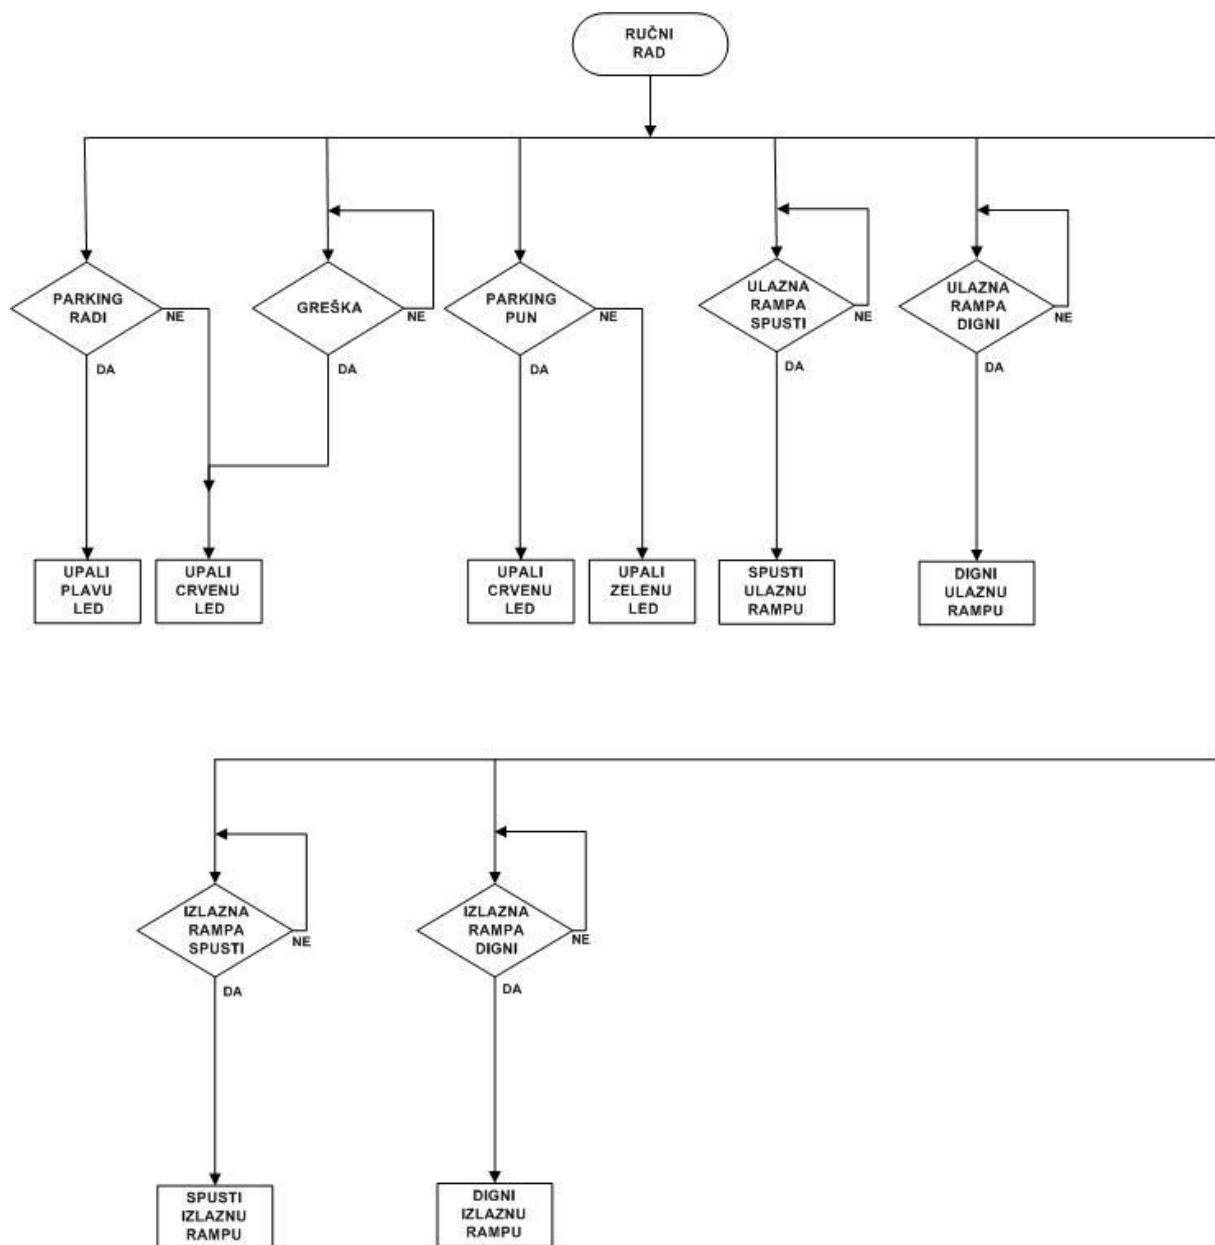 RUČNI
RAD
PARKING
RADI
NE
DA
GREŠKA
NE
DA
PARKING
PUN
NE
DA
ULAZNA
RAMPA
SPUSTI
NE
DA
ULAZNA
RAMPA
DIGNI
NE
DA
UPALI
PLAVU
LED
UPALI
CRVENU
LED
UPALI
CRVENU
LED
UPALI
ZELENU
LED
SPUSTI
ULAZNU
RAMPU
DIGNI
ULAZNU
RAMPU
IZLAZNA
RAMPA
SPUSTI
NE
DA
IZLAZNA
RAMPA
DIGNI
NE
DA
SPUSTI
IZLAZNU
RAMPU
DIGNI
IZLAZNU
RAMPU